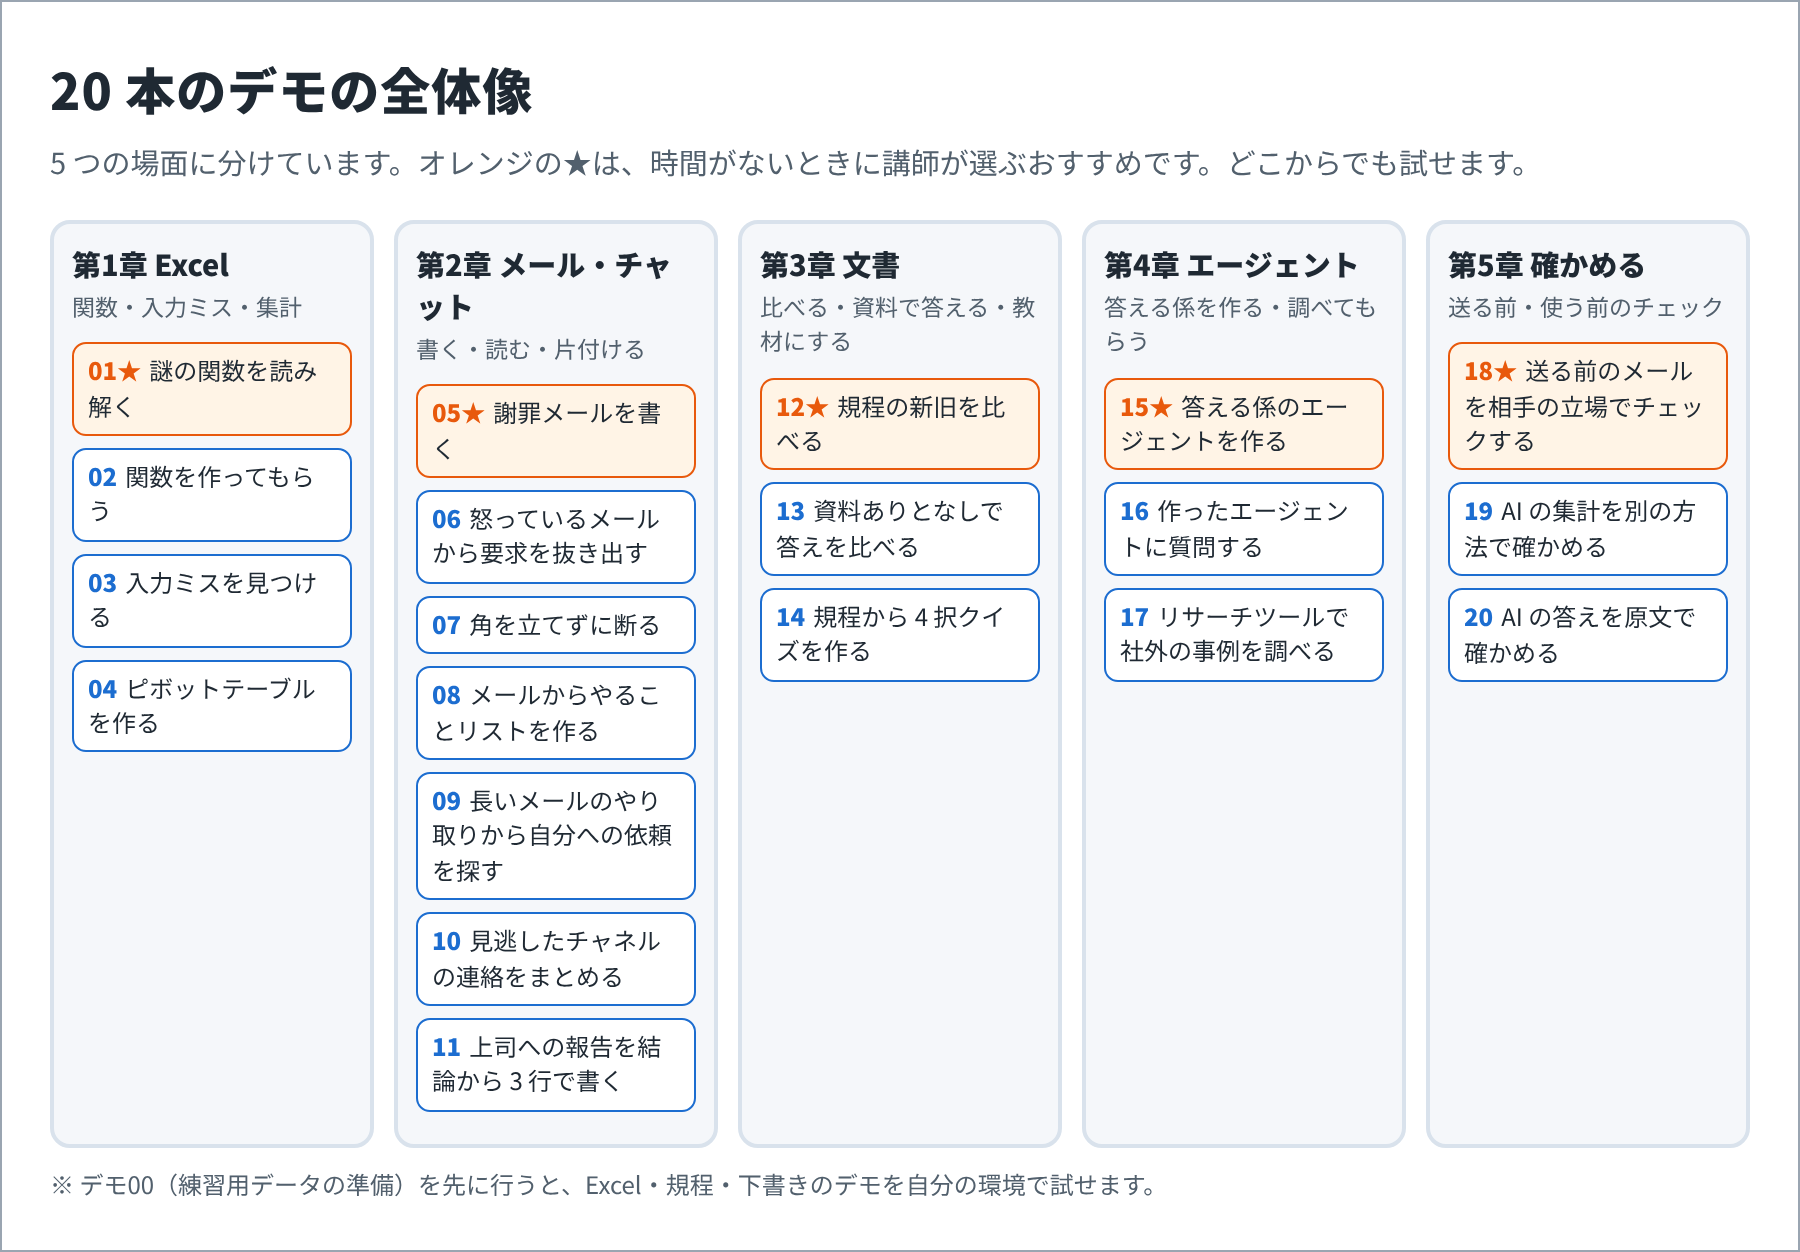 20 本のデモの全体像
5 つの場面に分けています。オレンジの★は、時間がないときに講師が選ぶおすすめです。どこからでも試せます。
第1章 Excel
関数・入力ミス・集計
01★ 謎の関数を読み
解く
02 関数を作ってもら
う
03 入力ミスを見つけ
る
04 ピボットテーブル
を作る
第2章 メール・チャ
ット
書く・読む・片付ける
05★ 謝罪メールを書
く
06 怒っているメール
から要求を抜き出す
07 角を立てずに断る
08 メールからやるこ
とリストを作る
09 長いメールのやり
取りから自分への依頼
を探す
10 見逃したチャネル
の連絡をまとめる
11 上司への報告を結
論から 3 行で書く
第3章 文書
比べる・資料で答える・教
材にする
12★ 規程の新旧を比
べる
13 資料ありとなしで
答えを比べる
14 規程から 4 択クイ
ズを作る
第4章 エージェント
答える係を作る・調べても
らう
15★ 答える係のエー
ジェントを作る
16 作ったエージェン
トに質問する
17 リサーチツールで
社外の事例を調べる
第5章 確かめる
送る前・使う前のチェック
18★ 送る前のメール
を相手の立場でチェッ
クする
19 AI の集計を別の方
法で確かめる
20 AI の答えを原文で
確かめる
※ デモ00（練習用データの準備）を先に行うと、Excel・規程・下書きのデモを自分の環境で試せます。